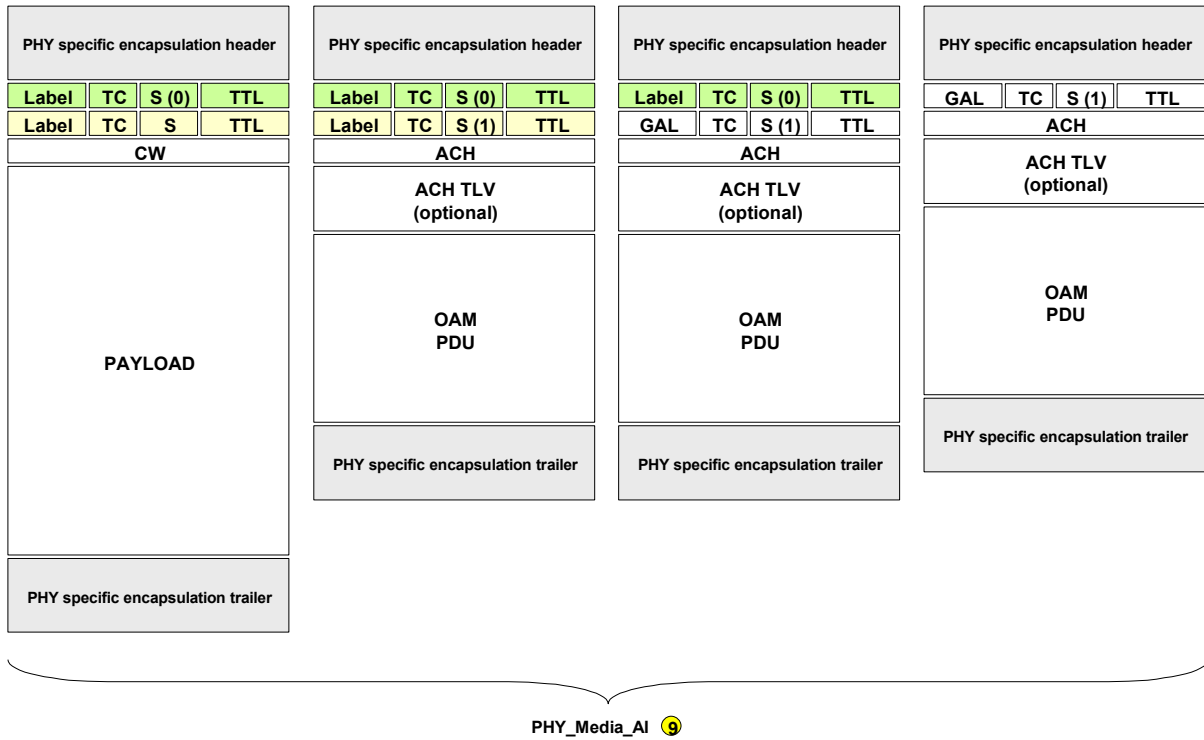 PHY specific encapsulation header
Label TC S (0) TTL
Label TC S TTL
CW
PAYLOAD
PHY specific encapsulation trailer
PHY specific encapsulation header
Label TC S (0) TTL
Label TC S (1) TTL
ACH
ACH TLV
(optional)
OAM
PDU
PHY specific encapsulation trailer
PHY specific encapsulation header
Label TC S (0) TTL
GAL TC S (1) TTL
ACH
ACH TLV
(optional)
OAM
PDU
PHY specific encapsulation trailer
PHY specific encapsulation header
GAL TC S (1) TTL
ACH
ACH TLV
(optional)
OAM
PDU
PHY specific encapsulation trailer
PHY_Media_AI 9